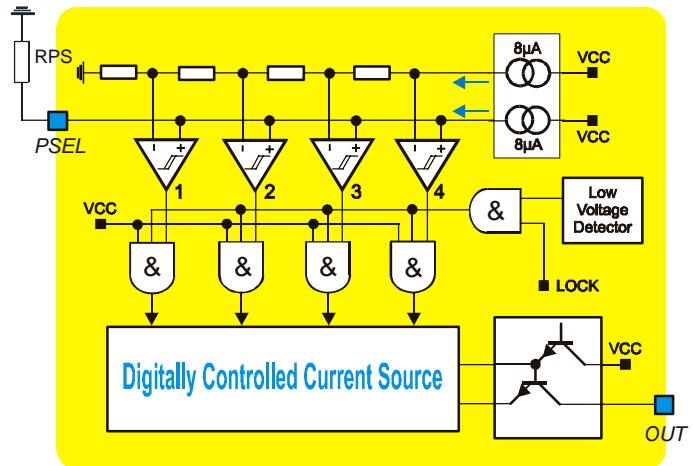 RPS
8µA
VCC
VCC
8µA
PSEL
- +
- +
- +
- +
1
2
3
4
VCC
&
Low
Voltage
Detector
&
&
&
&
LOCK
Digitally Controlled Current Source
VCC
OUT